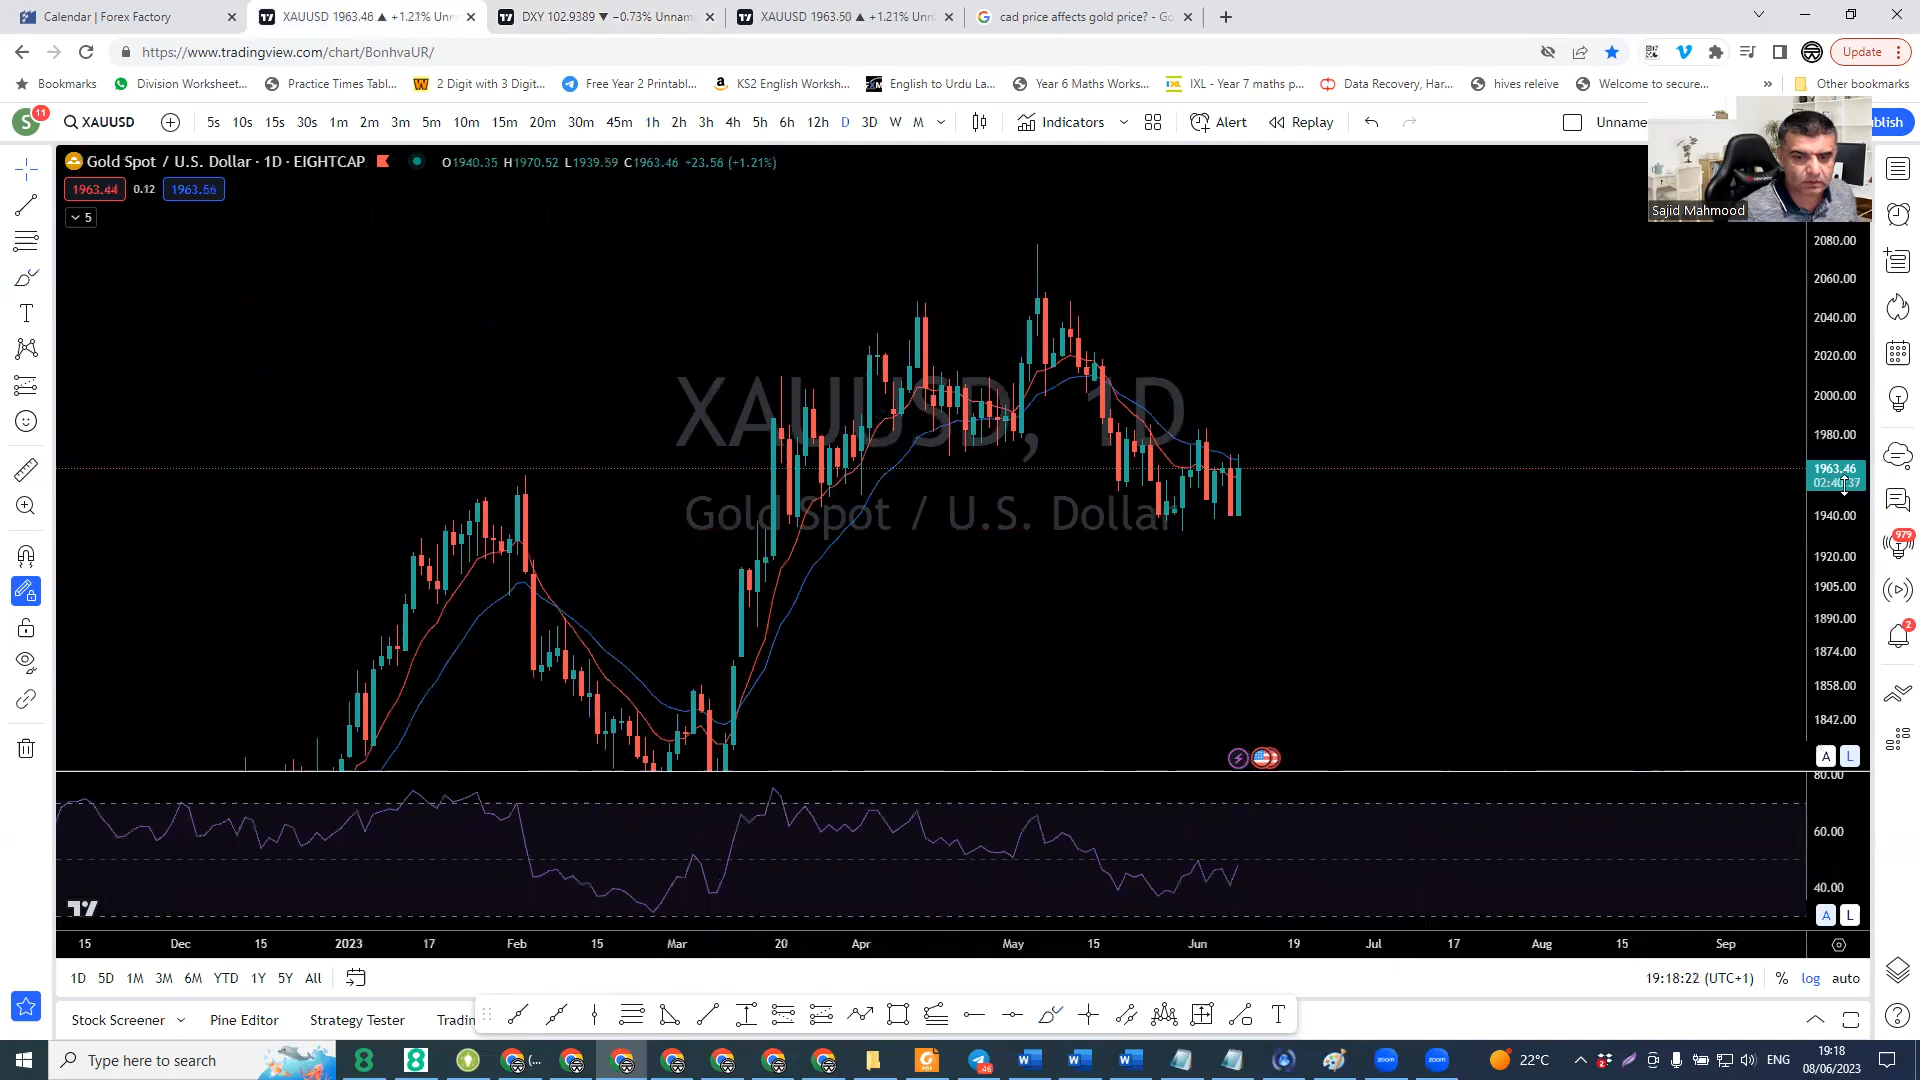 Calendar | Forex Factory
XAUUSD 1963.46 ▲ +1.21% Unn
DXY 102.9389 ▼ −0.73% Unnam
XAUUSD 1963.50 ▲ +1.21% Unn
cad price affects gold price? - Go
https://www.tradingview.com/chart/BonhvaUR/
Update
Bookmarks
Division Worksheet...
Practice Times Tabl...
2 Digit with 3 Digit...
Free Year 2 Printabl...
KS2 English Worksh...
English to Urdu La...
Year 6 Maths Works...
IXL - Year 7 maths p...
Data Recovery, Har...
hives releive
Welcome to secure...
»
Other bookmarks
S
11
XAUUSD
5s 10s 15s 30s 1m 2m 3m 5m 10m 15m 20m 30m 45m 1h 2h 3h 4h 5h 6h 12h D 3D W M
Indicators
Alert
Replay
Unname
blish
Gold Spot / U.S. Dollar · 1D · EIGHTCAP
O1940.35 H1970.52 L1939.59 C1963.46 +23.56 (+1.21%)
1963.44 0.12 1963.56
5
Sajid Mahmood
XAUUSD, 1D
Gold Spot / U.S. Dollar
2080.00
2060.00
2040.00
2020.00
2000.00
1980.00
1963.46
1940.00
1920.00
1905.00
1890.00
1874.00
1858.00
1842.00
A L
80.00
60.00
40.00
A L
979
2
15 Dec 15 2023 17 Feb 15 Mar 20 Apr May 15 Jun 19 Jul 17 Aug 15 Sep
1D 5D 1M 3M 6M YTD 1Y 5Y All
19:18:22 (UTC+1) % log auto
Stock Screener
Pine Editor
Strategy Tester
Tradin
Type here to search
46
zoom
zoom
22°C
ENG
19:18
08/06/2023